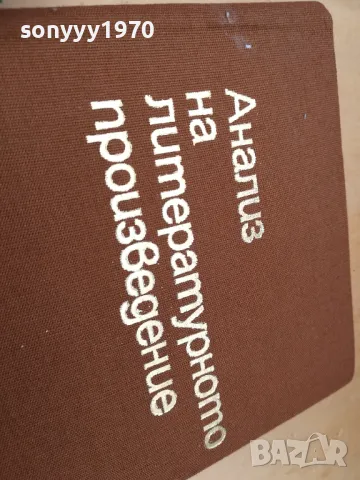 sonyyy1970
Анализ
на
литературното
произведение
BAZAR